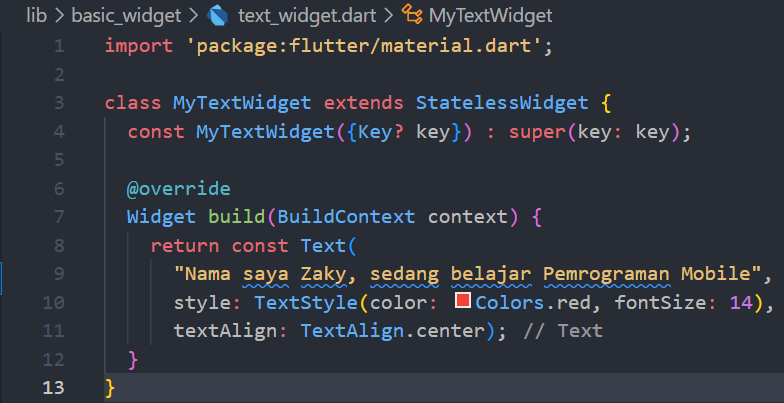 lib > basic_widget > text_widget.dart > MyTextWidget
1 import 'package:flutter/material.dart';
2
3 class MyTextWidget extends StatelessWidget {
4   const MyTextWidget({Key? key}) : super(key: key);
5
6   @override
7   Widget build(BuildContext context) {
8     return const Text(
9       "Nama saya Zaky, sedang belajar Pemrograman Mobile",
10       style: TextStyle(color: Colors.red, fontSize: 14),
11       textAlign: TextAlign.center); // Text
12   }
13 }